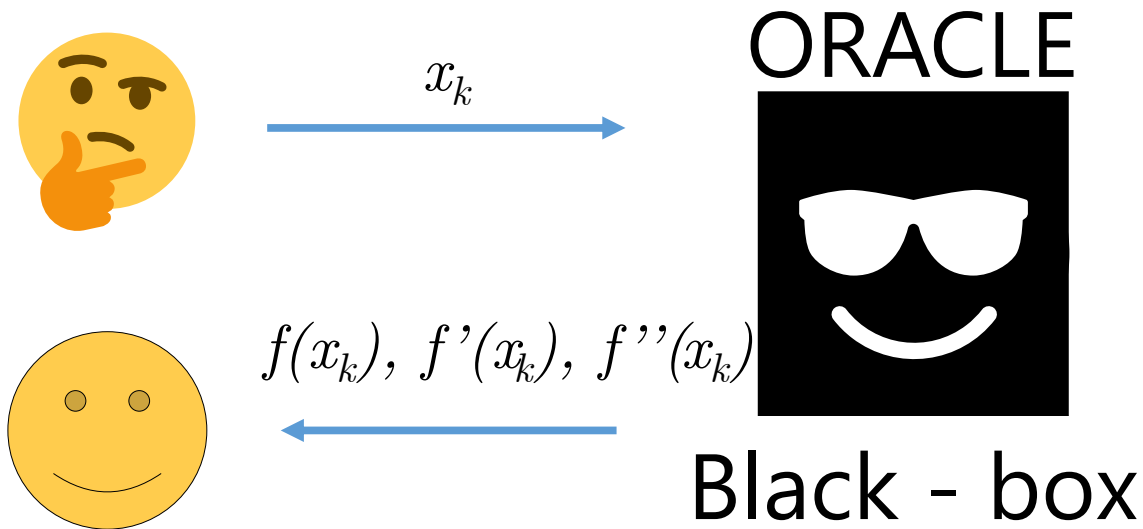 ORACLE
x_k
f(x_k), f’(x_k), f’’(x_k)
Black - box